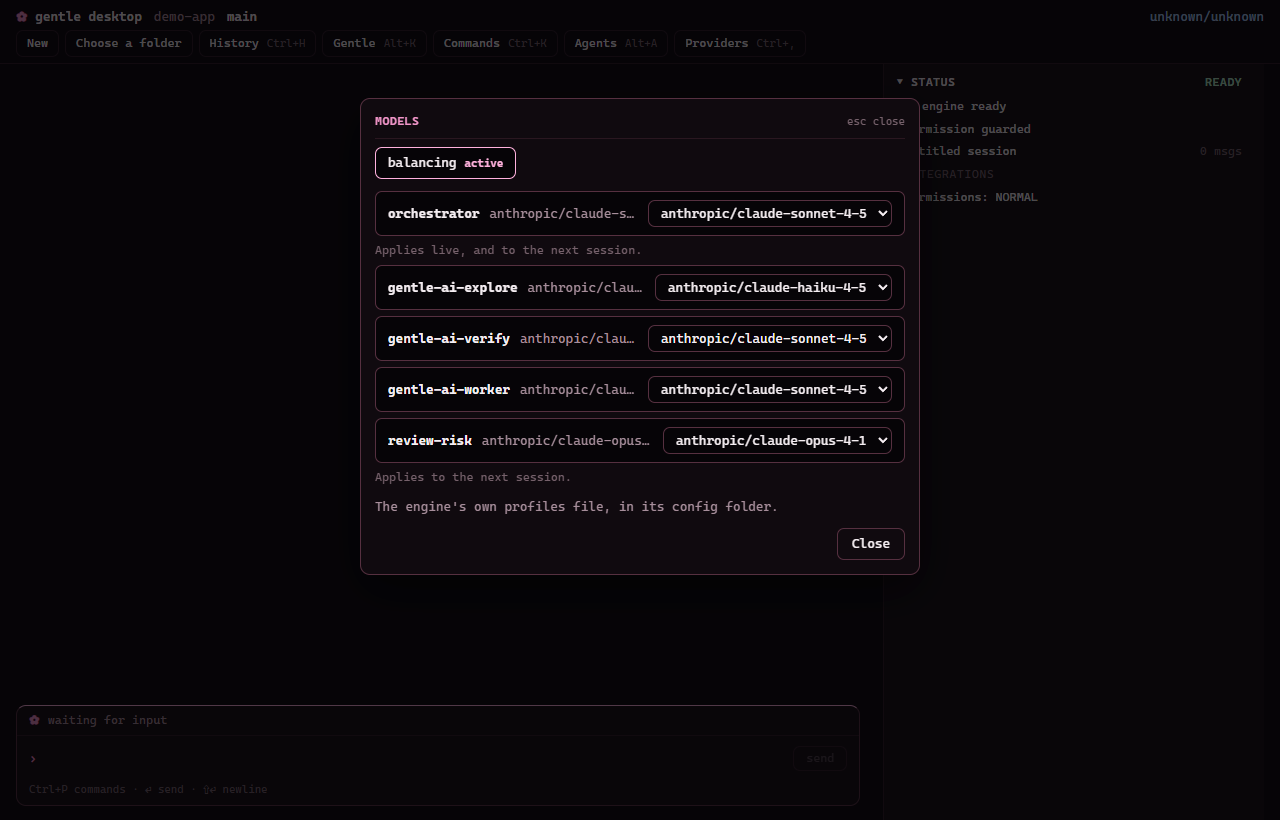 gentle desktop demo-app main
unknown/unknown
New
Choose a folder
History Ctrl+H
Gentle Alt+K
Commands Ctrl+K
Agents Alt+A
Providers Ctrl+,
▾ STATUS READY
engine ready
rmission guarded
titled session 0 msgs
TEGRATIONS
rmissions: NORMAL
MODELS esc close
balancing active
orchestrator anthropic/claude-s… anthropic/claude-sonnet-4-5
Applies live, and to the next session.
gentle-ai-explore anthropic/clau… anthropic/claude-haiku-4-5
gentle-ai-verify anthropic/clau… anthropic/claude-sonnet-4-5
gentle-ai-worker anthropic/clau… anthropic/claude-sonnet-4-5
review-risk anthropic/claude-opus… anthropic/claude-opus-4-1
Applies to the next session.
The engine's own profiles file, in its config folder.
Close
waiting for input
› send
Ctrl+P commands · ↵ send · ⇧↵ newline